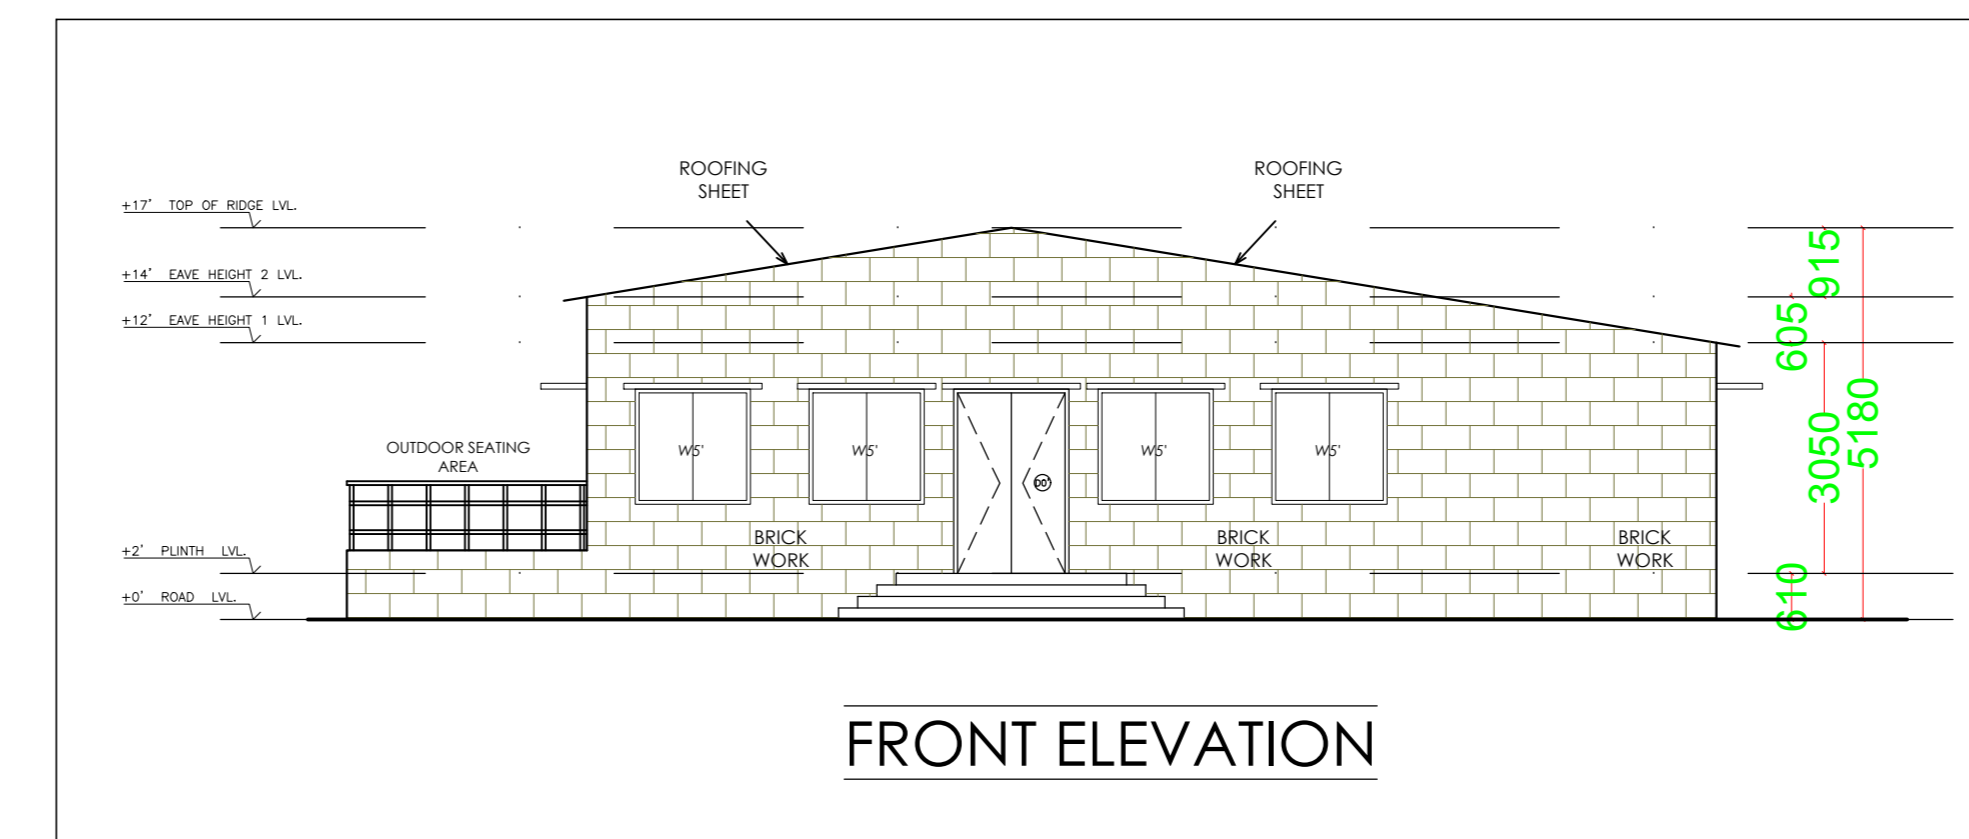 ROOFING
SHEET
ROOFING
SHEET
+17' TOP OF RIDGE LVL.
+14' EAVE HEIGHT 2 LVL.
+12' EAVE HEIGHT 1 LVL.
915
605
3050
5180
610
OUTDOOR SEATING
AREA
W5'
W5'
W5'
W5'
D0'
BRICK
WORK
BRICK
WORK
BRICK
WORK
+2' PLINTH LVL.
+0' ROAD LVL.
FRONT ELEVATION